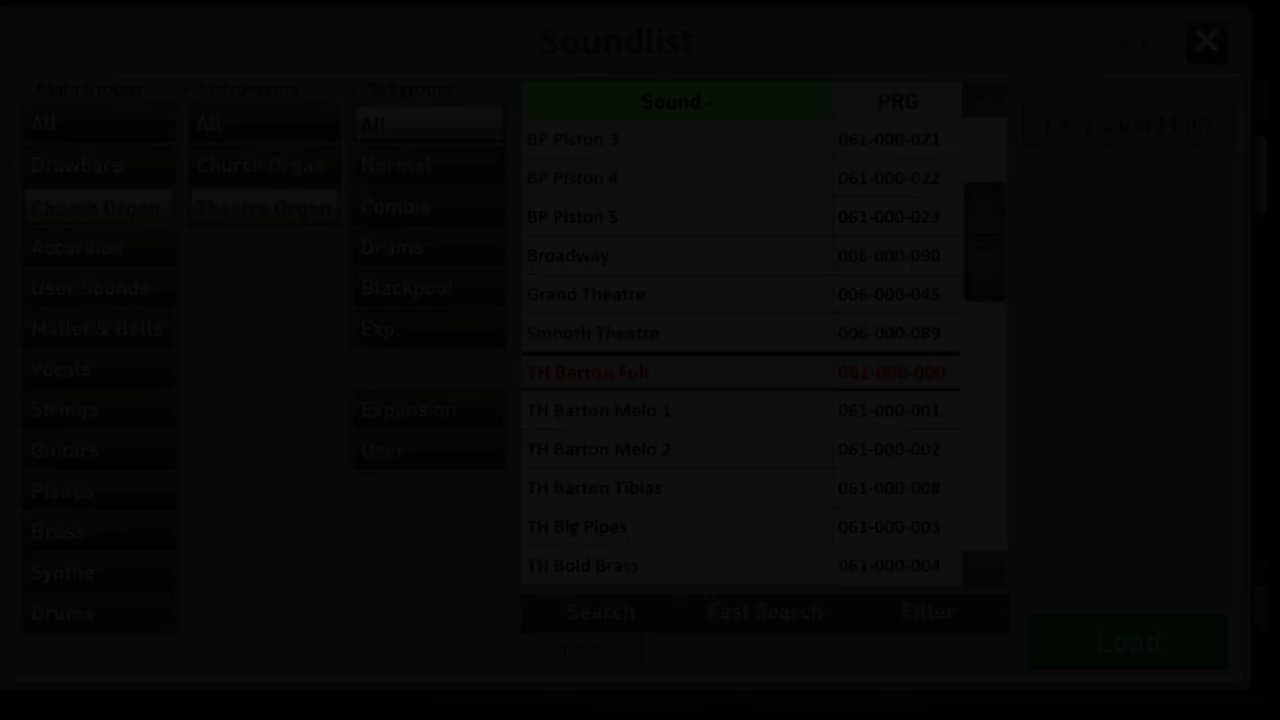 Soundlist
Main Groups
Instruments
Subgroups
All
Drawbars
Church Organ
Accordion
User Sounds
Mallet & Bells
Vocals
Strings
Guitars
Pianos
Brass
Synths
Drums
All
Church Organ
Theatre Organ
All
Normal
Combis
Drums
Blackpool
Exp.
Expansion
User
Sound PRG
BP Piston 3 061-000-021
BP Piston 4 061-000-022
BP Piston 5 061-000-023
Broadway 006-000-090
Grand Theatre 006-000-045
Smooth Theatre 006-000-089
TH Barton Full 061-000-000
TH Barton Melo 1 061-000-001
TH Barton Melo 2 061-000-002
TH Barton Tibias 061-000-008
TH Big Pipes 061-000-003
TH Bold Brass 061-000-004
Search Fast Search Filter
Easy Sound Edit
Load